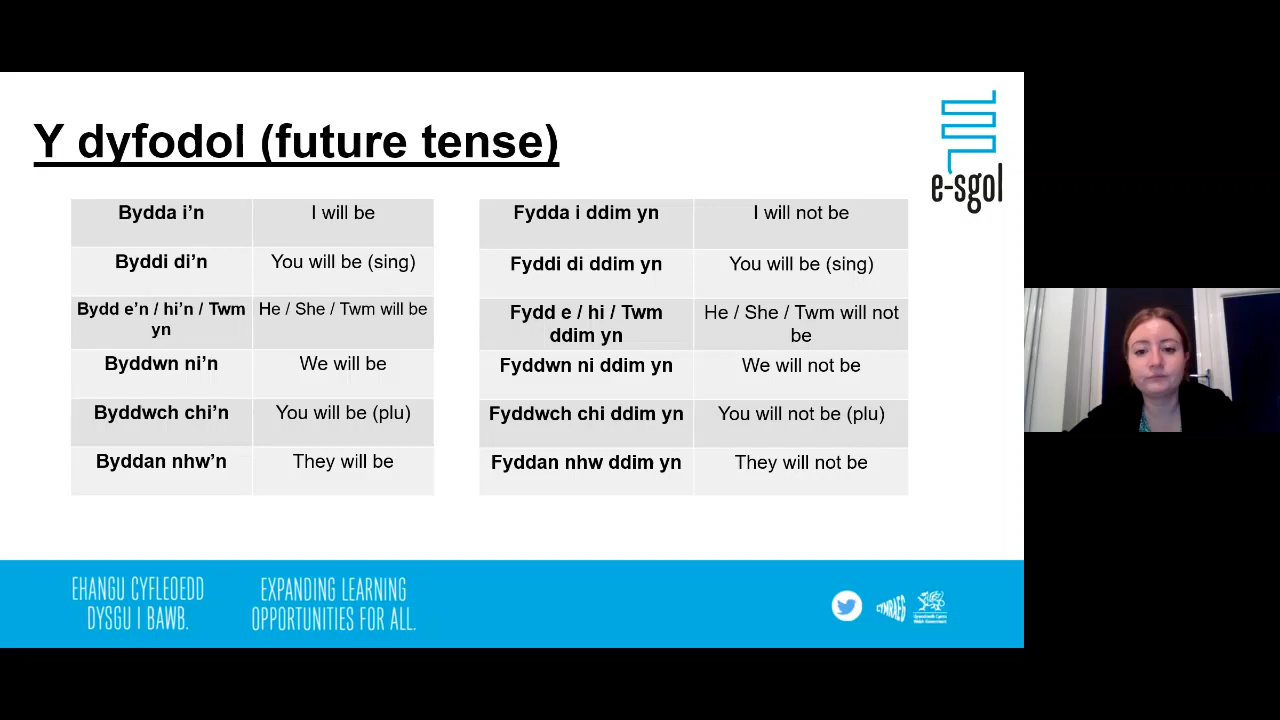 Y dyfodol (future tense)
e-sgol
Bydda i'n
I will be
Byddi di'n
You will be (sing)
Bydd e'n / hi'n / Twm
yn
He / She / Twm will be
Byddwn ni'n
We will be
Byddwch chi'n
You will be (plu)
Byddan nhw'n
They will be
Fydda i ddim yn
I will not be
Fyddi di ddim yn
You will be (sing)
Fydd e / hi / Twm
ddim yn
He / She / Twm will not
be
Fyddwn ni ddim yn
We will not be
Fyddwch chi ddim yn
You will not be (plu)
Fyddan nhw ddim yn
They will not be
EHANGU CYFLEOEDD
DYSGU I BAWB.
EXPANDING LEARNING
OPPORTUNITIES FOR ALL.
CYMRAEG
Llywodraeth Cymru
Welsh Government